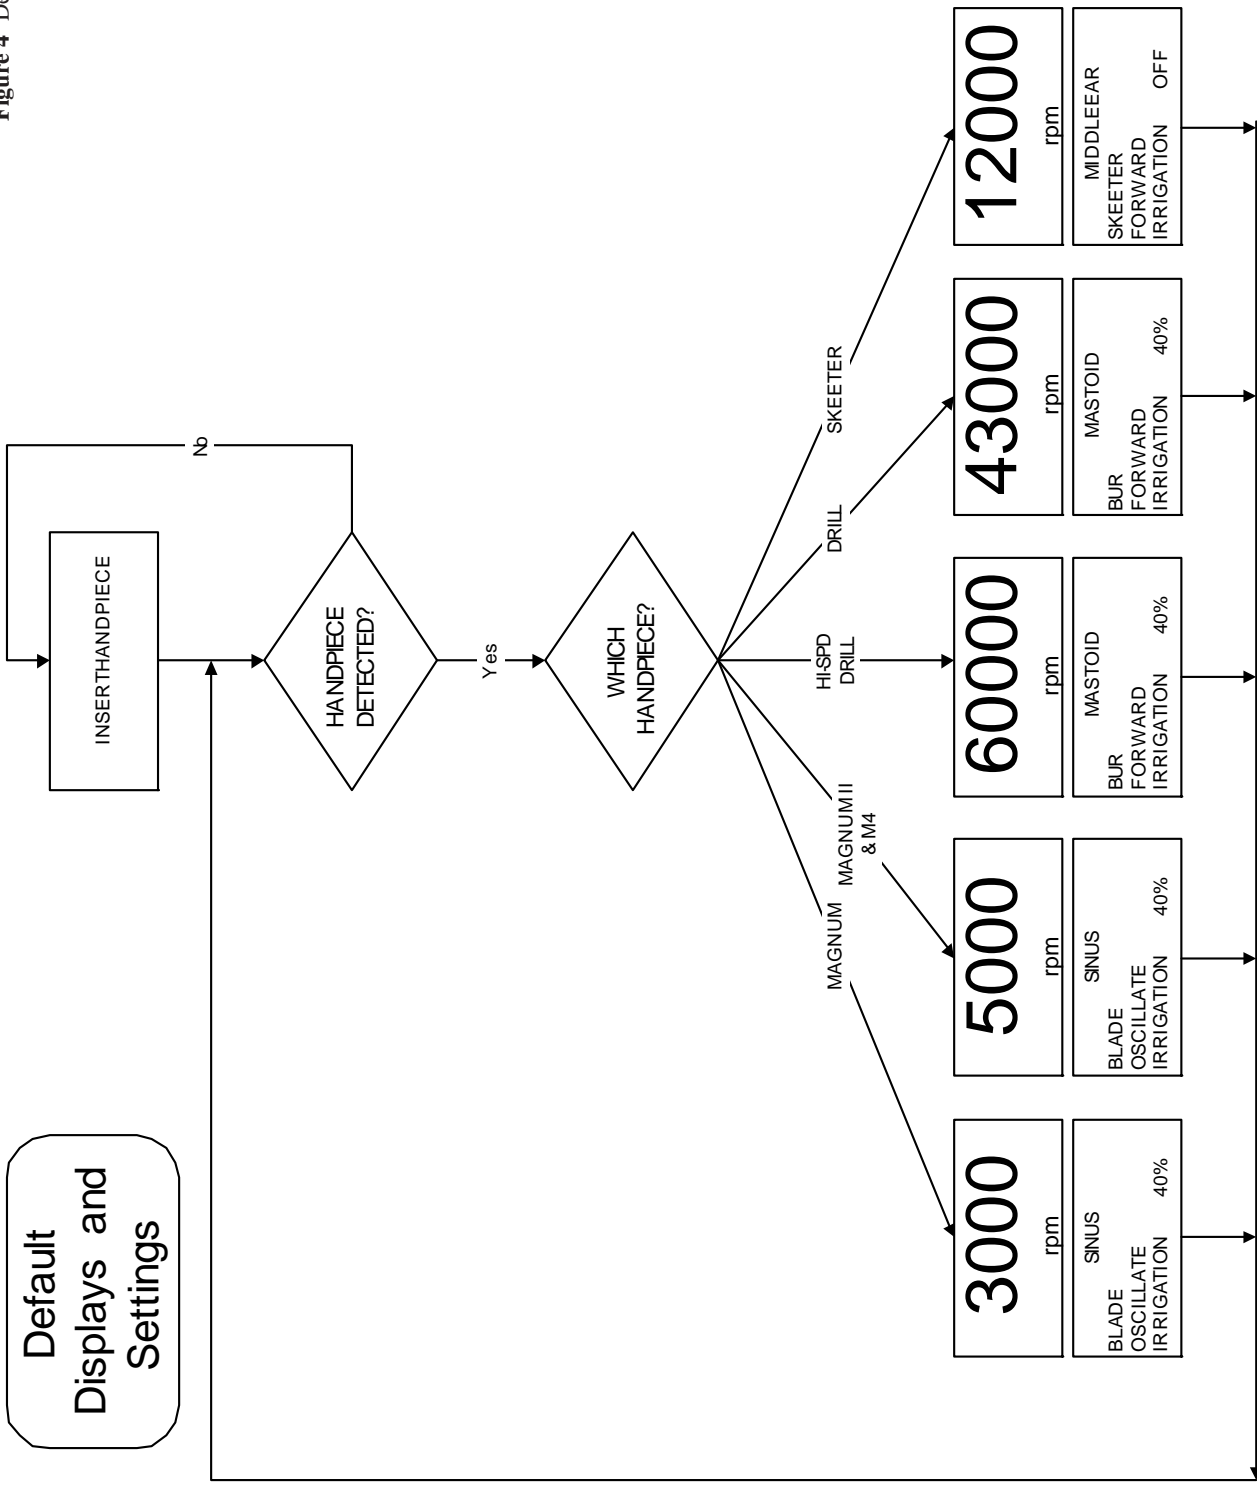 Figure 4
Default
Displays and
Settings
INSERTHANDPIECE
No
HANDPIECE
DETECTED?
Yes
WHICH
HANDPIECE?
MAGNUM
MAGNUM II
& M4
HI-SPD
DRILL
DRILL
SKEETER
3000
rpm
SINUS
BLADE
OSCILLATE
IRRIGATION 40%
5000
rpm
SINUS
BLADE
OSCILLATE
IRRIGATION 40%
60000
rpm
MASTOID
BUR
FORWARD
IRRIGATION 40%
43000
rpm
MASTOID
BUR
FORWARD
IRRIGATION 40%
12000
rpm
MIDDLEEAR
SKEETER
FORWARD
IRRIGATION OFF